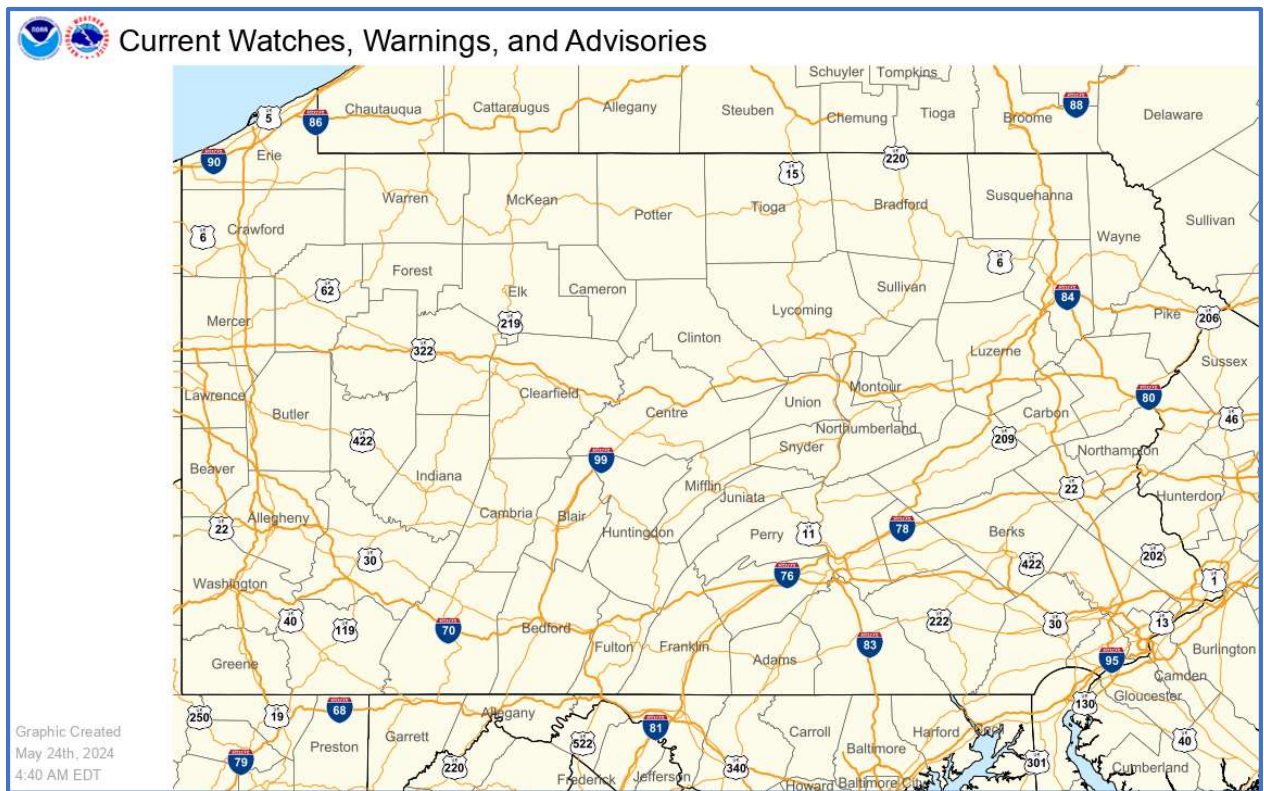 Current Watches, Warnings, and Advisories
Schuyler Tompkins
Chautauqua Cattaraugus Allegany Steuben Chemung Tioga Broome 88 Delaware
5
86
90 Erie
15 220
Warren McKean Potter Tioga Bradford Susquehanna
Sullivan
6 Crawford Wayne
Forest 6
62 Elk Cameron Sullivan 84
Mercer 219 Lycoming Pike 206
322 Clinton Luzerne Sussex
Lawrence Clearfield Montour 80
Butler Centre Union Carbon 46
422 Northumberland 209
99 Snyder Northampton
Beaver Indiana Mifflin 22
Juniata Hunterdon
22 Allegheny Cambria Blair Huntingdon Perry 11 78 Berks
30 76 422 202
Washington 1
40 119 70 Bedford 222 30 13
Fulton Franklin 83
Greene Adams 95 Burlington
Camden
Gloucester
250 19 68 Allegany 130
81 Carroll Harford Cecil
Graphic Created
Preston Garrett 522 Baltimore 40
May 24th, 2024
79 220 340 301 Cumberland
4:40 AM EDT
Frederick Jefferson Howard Baltimore City